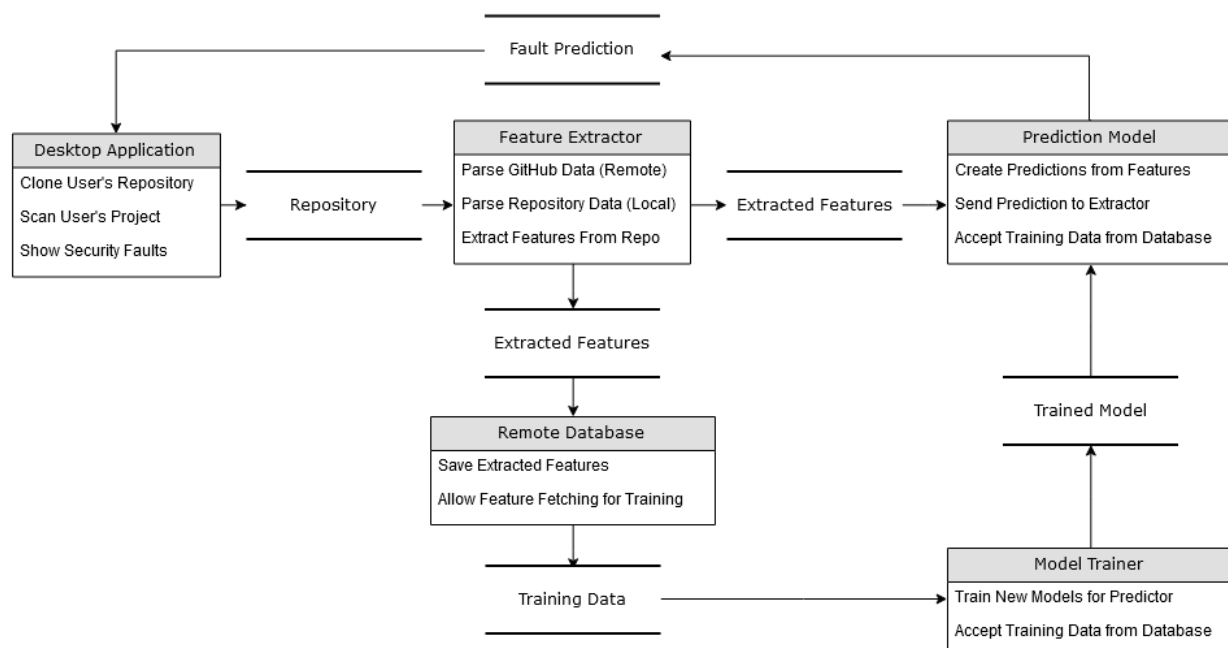 Fault Prediction
Desktop Application
Clone User's Repository
Scan User's Project
Show Security Faults
Repository
Feature Extractor
Parse GitHub Data (Remote)
Parse Repository Data (Local)
Extract Features From Repo
Extracted Features
Prediction Model
Create Predictions from Features
Send Prediction to Extractor
Accept Training Data from Database
Extracted Features
Remote Database
Save Extracted Features
Allow Feature Fetching for Training
Training Data
Trained Model
Model Trainer
Train New Models for Predictor
Accept Training Data from Database